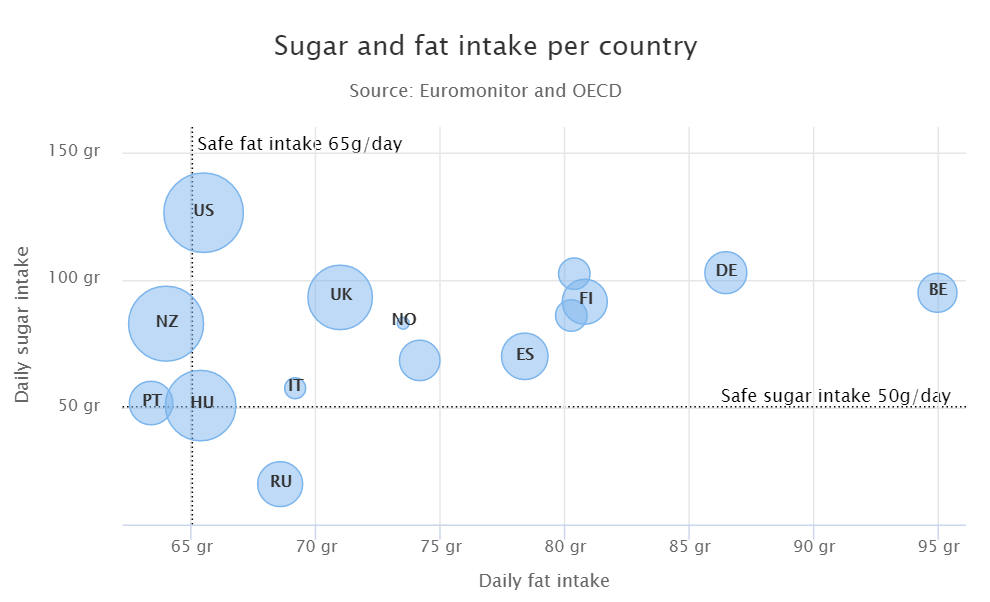 Sugar and fat intake per country
Source: Euromonitor and OECD
Safe fat intake 65g/day
150 gr
US
100 gr
DE
BE
UK
FI
NO
NZ
ES
IT
Safe sugar intake 50g/day
PT
HU
50 gr
RU
65 gr
70 gr
75 gr
80 gr
85 gr
90 gr
95 gr
Daily fat intake
Daily sugar intake